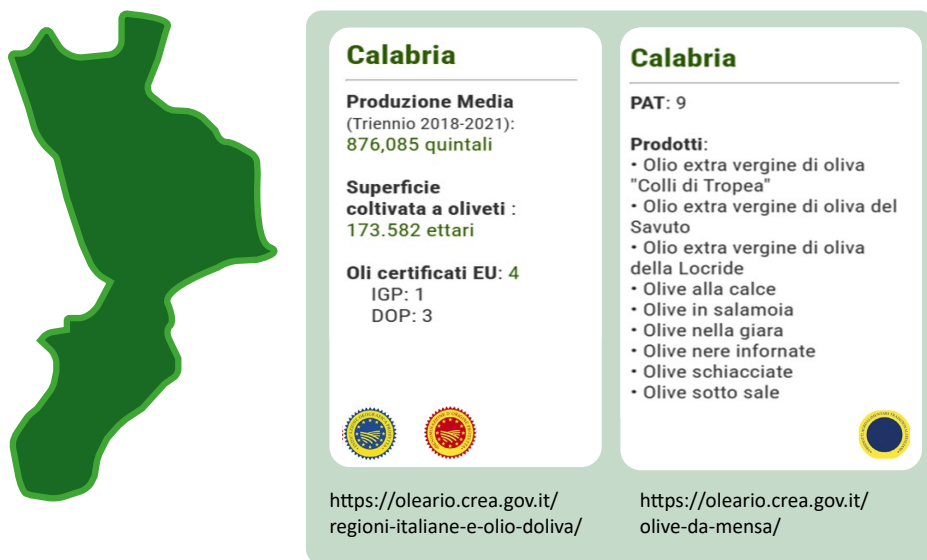 Calabria
Produzione Media
(Triennio 2018-2021):
876,085 quintali
Superficie
coltivata a oliveti :
173.582 ettari
Oli certificati EU: 4
IGP: 1
DOP: 3
https://oleario.crea.gov.it/
regioni-italiane-e-olio-doliva/
Calabria
PAT: 9
Prodotti:
• Olio extra vergine di oliva
"Colli di Tropea"
• Olio extra vergine di oliva del
Savuto
• Olio extra vergine di oliva
della Locride
• Olive alla calce
• Olive in salamoia
• Olive nella giara
• Olive nere infornate
• Olive schiacciate
• Olive sotto sale
https://oleario.crea.gov.it/
olive-da-mensa/